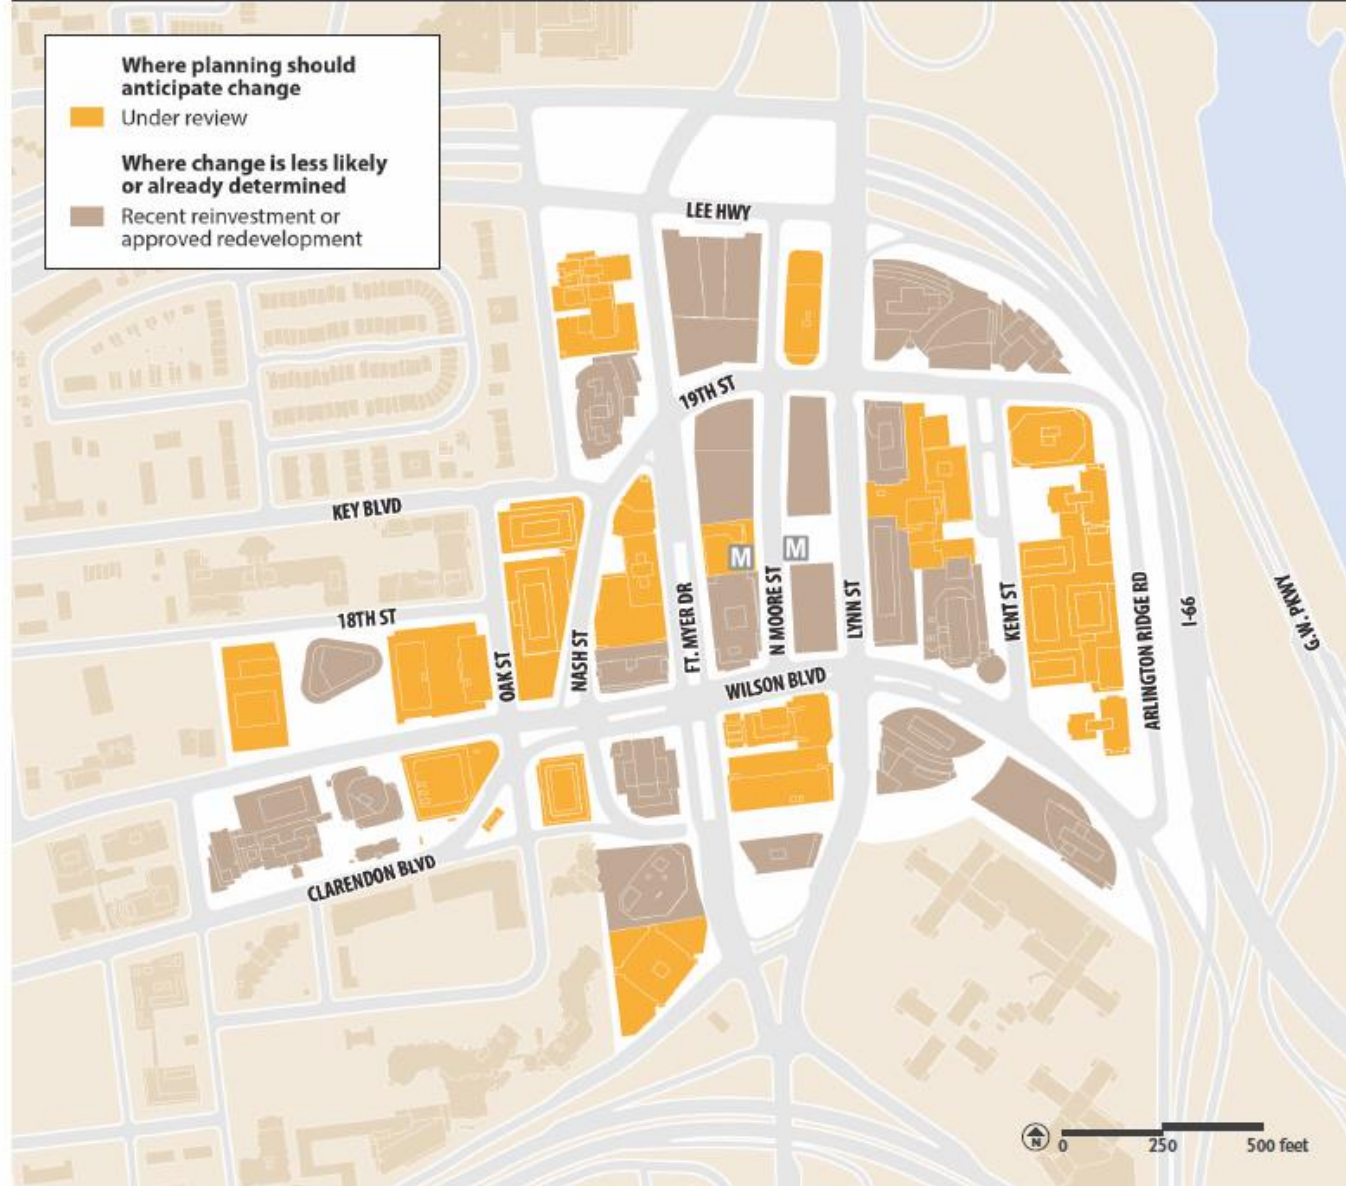 Where planning should
anticipate change
Under review
Where change is less likely
or already determined
Recent reinvestment or
approved redevelopment
LEE HWY
19TH ST
KEY BLVD
M
M
18TH ST
OAK ST
NASH ST
FT. MYER DR
N MOORE ST
LYNN ST
KENT ST
ARLINGTON RIDGE RD
I-66
G.W. PKWY
WILSON BLVD
CLARENDON BLVD
N
0 250 500 feet